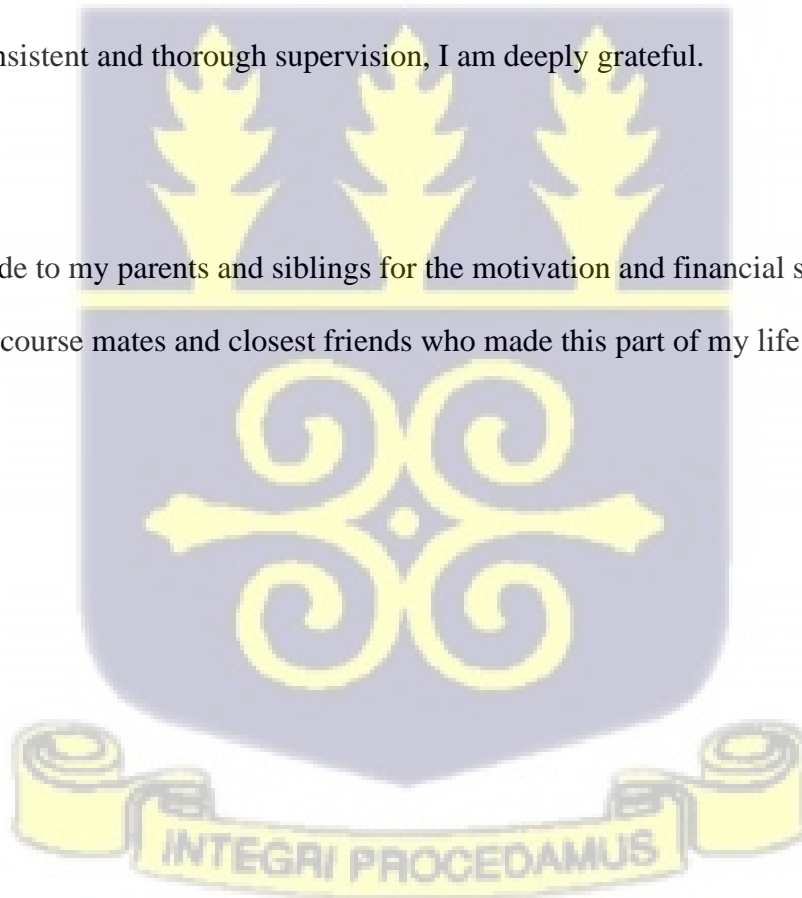 nsistent and thorough supervision, I am deeply grateful.
de to my parents and siblings for the motivation and financial s
course mates and closest friends who made this part of my life
INTEGRI PROCEDAMUS